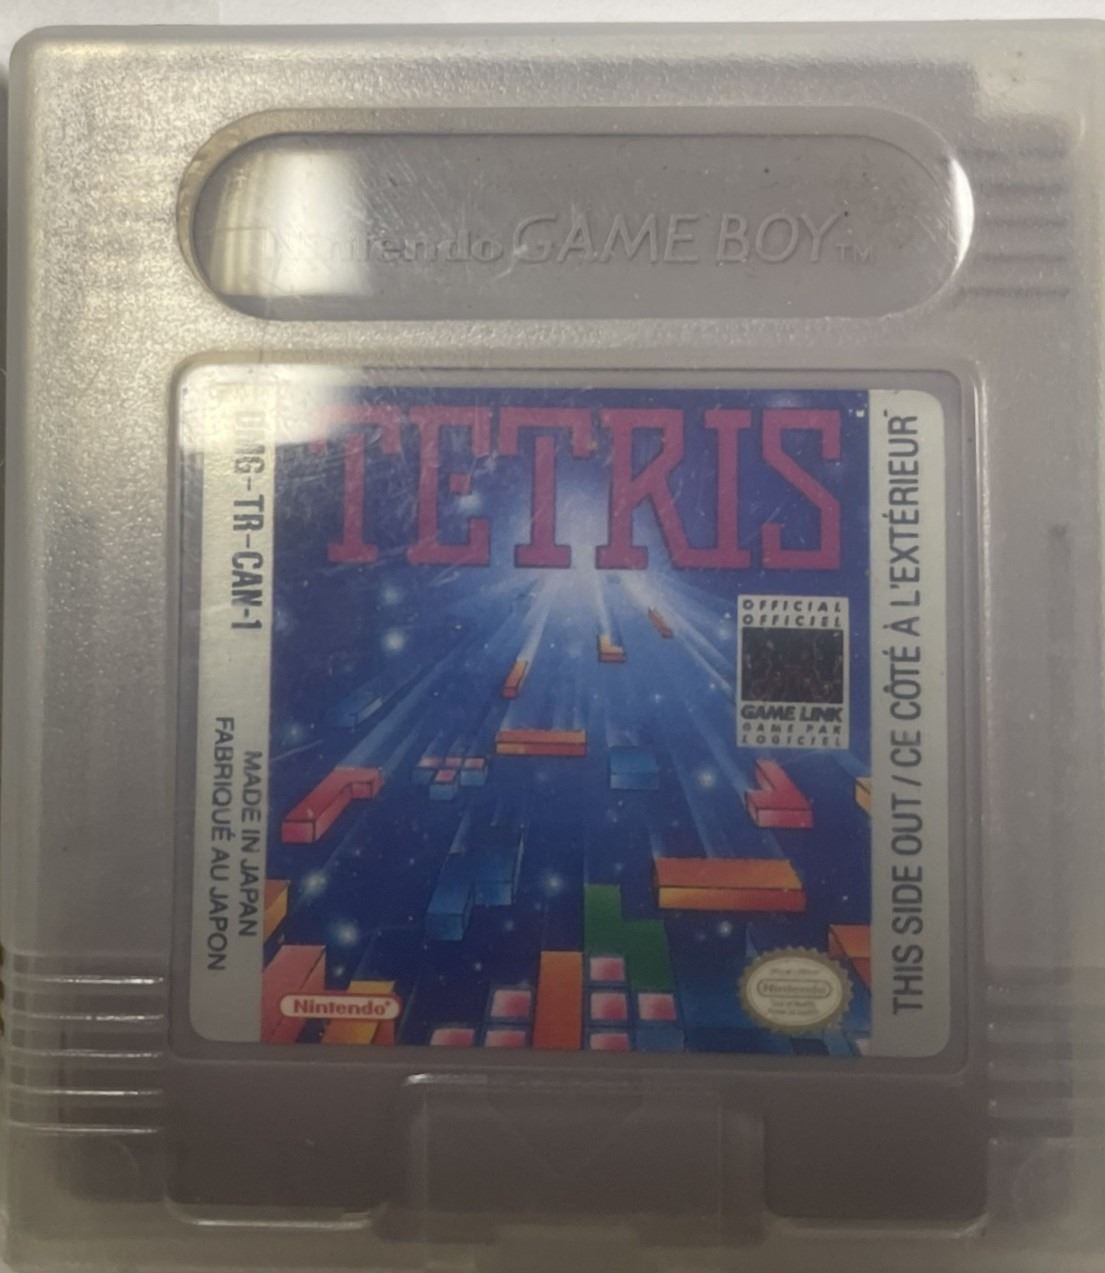 Nintendo GAME BOY™
TETRIS
DMG-TR-CAN-1
MADE IN JAPAN
FABRIQUÉ AU JAPON
OFFICIAL
OFFICIEL
GAME LINK
GAME PAK
LOGICIEL
THIS SIDE OUT / CE CÔTÉ À L'EXTÉRIEUR
Nintendo®
Nintendo